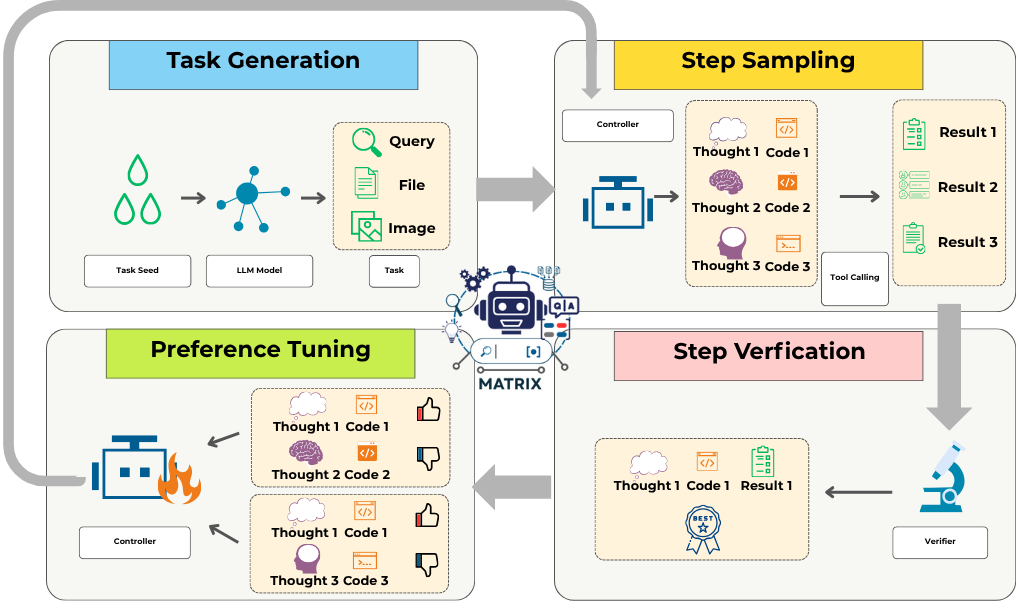 Task Generation
Query
File
Image
Task Seed
LLM Model
Task
Step Sampling
Controller
Thought 1 Code 1
Thought 2 Code 2
Thought 3 Code 3
Tool Calling
Result 1
Result 2
Result 3
Q A
MATRIX
Preference Tuning
Thought 1 Code 1
Thought 2 Code 2
Thought 1 Code 1
Thought 3 Code 3
Controller
Step Verfication
Thought 1 Code 1 Result 1
BEST
Verifier